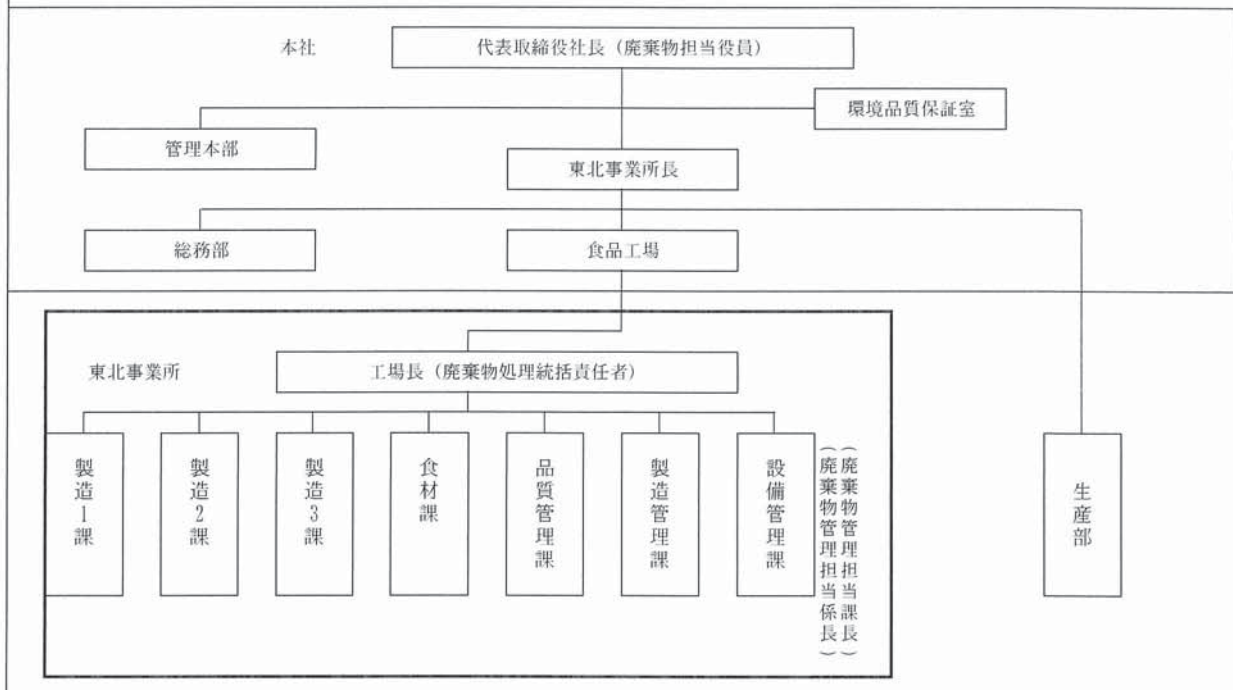 本社
代表取締役社長（廃棄物担当役員）
環境品質保証室
管理本部
東北事業所長
総務部
食品工場
東北事業所
工場長（廃棄物処理統括責任者）
製造1課
製造2課
製造3課
食材課
品質管理課
製造管理課
設備管理課
（廃棄物管理担当課長）
（廃棄物管理担当係長）
生産部